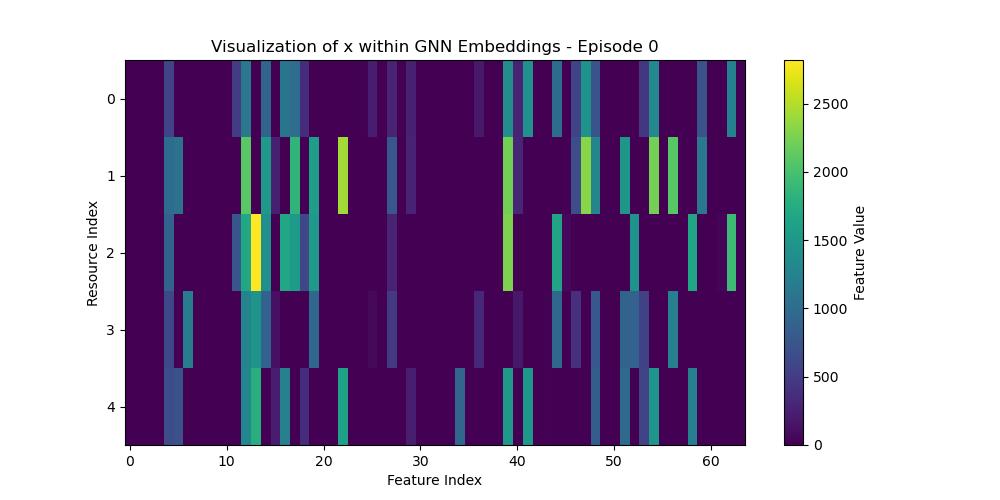 Visualization of x within GNN Embeddings - Episode 0
Resource Index
0
1
2
3
4
0 10 20 30 40 50 60
Feature Index
2500
2000
1500
1000
500
0
Feature Value